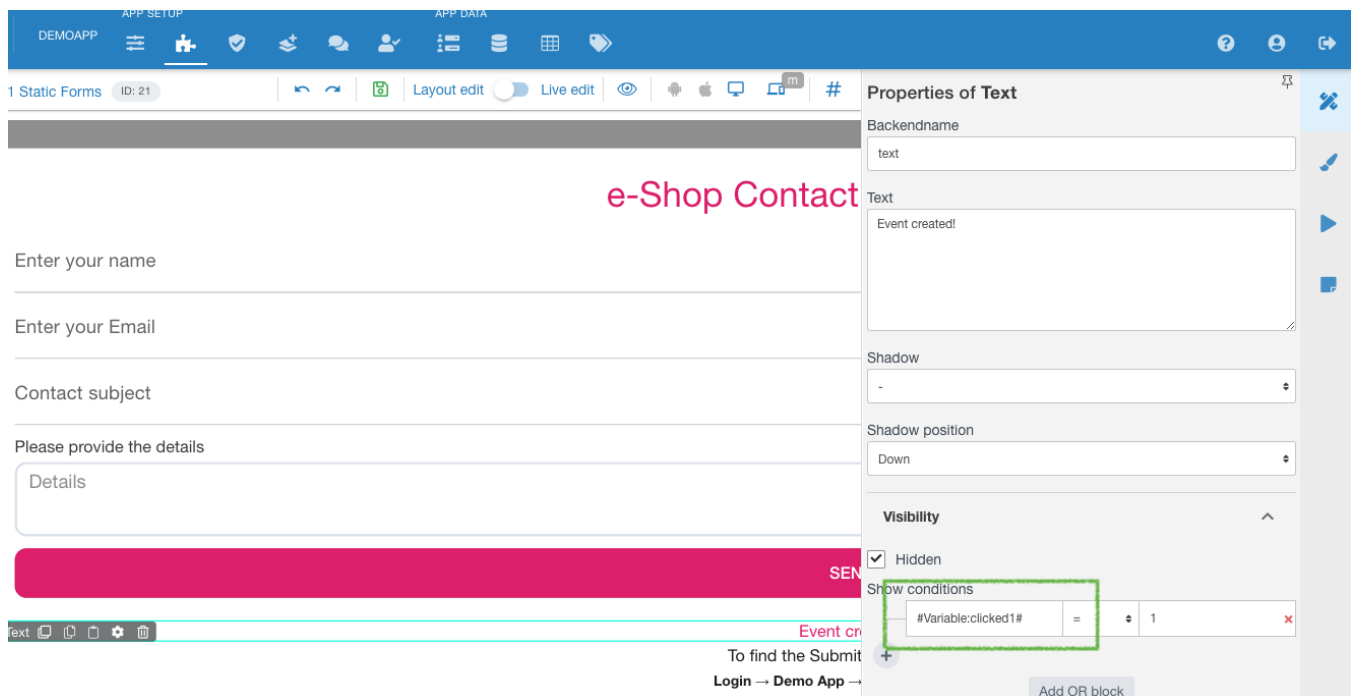 APP SETUP
APP DATA
DEMOAPP
1 Static Forms
ID: 21
Layout edit
Live edit
m
#
Properties of Text
Backendname
text
e-Shop Contact
Text
Event created!
Enter your name
Enter your Email
Shadow
-
Contact subject
Shadow position
Please provide the details
Down
Details
Visibility
Hidden
SEN
Show conditions
#Variable:clicked1#
=
1
Text
Event cr
To find the Submit
Login → Demo App →
Add OR block